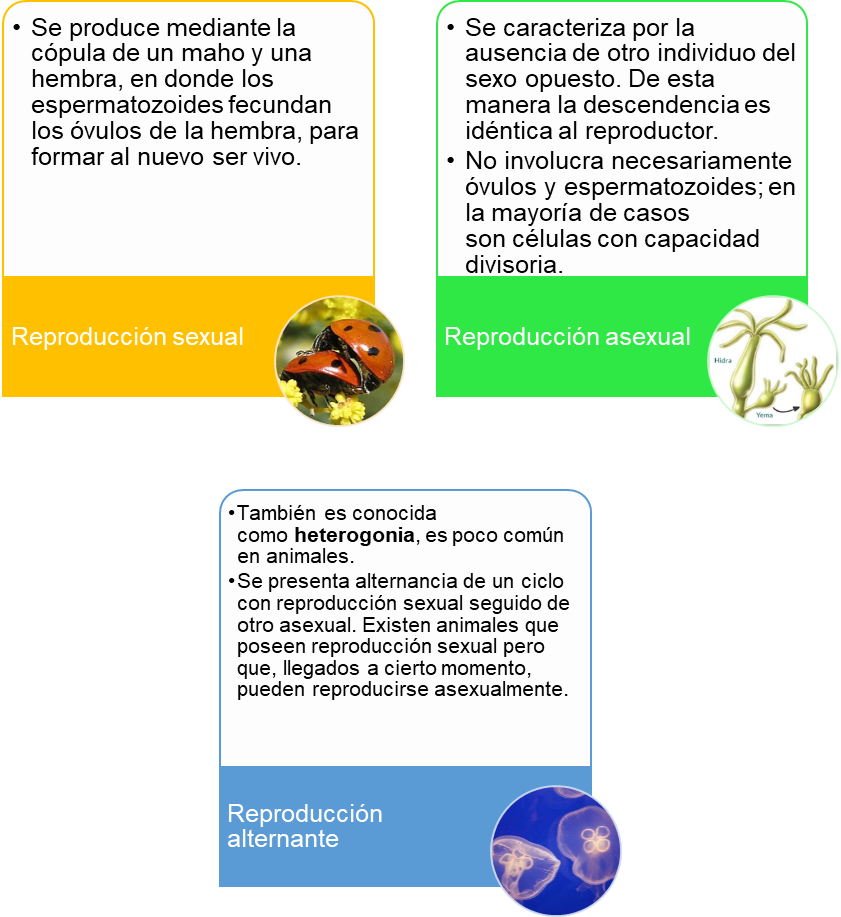 • Se produce mediante la
cópula de un maho y una
hembra, en donde los
espermatozoides fecundan
los óvulos de la hembra, para
formar al nuevo ser vivo.
Reproducción sexual
• Se caracteriza por la
ausencia de otro individuo del
sexo opuesto. De esta
manera la descendencia es
idéntica al reproductor.
• No involucra necesariamente
óvulos y espermatozoides; en
la mayoría de casos
son células con capacidad
divisoria.
Reproducción asexual
Hidra
Yema
•También es conocida
como heterogonia, es poco común
en animales.
•Se presenta alternancia de un ciclo
con reproducción sexual seguido de
otro asexual. Existen animales que
poseen reproducción sexual pero
que, llegados a cierto momento,
pueden reproducirse asexualmente.
Reproducción
alternante